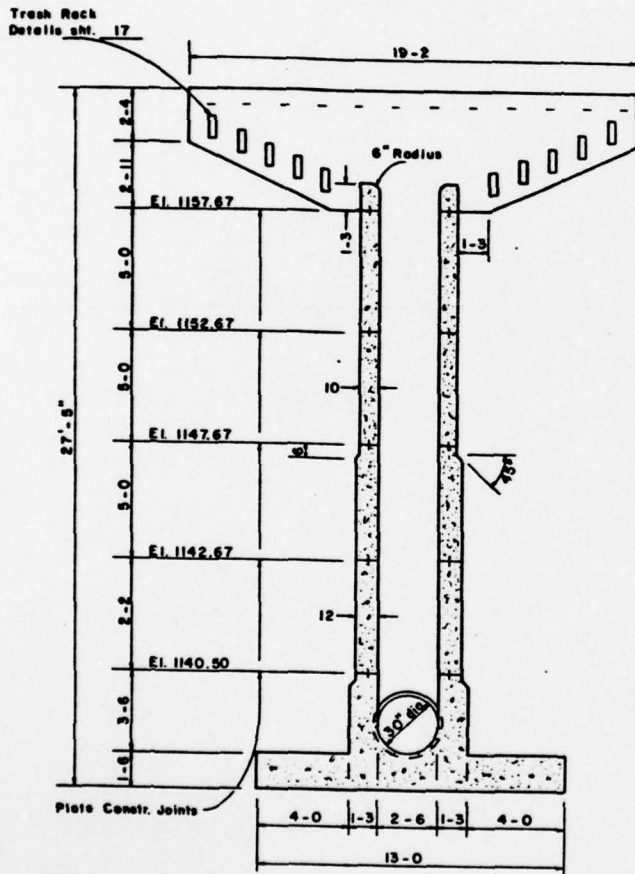 Trash Rack
Details sht. 17
19-2
2-4
6" Radius
2-11
El. 1157.67
1-3
1-3
5-0
El. 1152.67
10
5-0
27'-5"
El. 1147.67
6
45°
5-0
El. 1142.67
12
2-2
El. 1140.50
3-6
30" dia.
1-6
Plate Constr. Joints
4-0
1-3
2-6
1-3
4-0
13-0